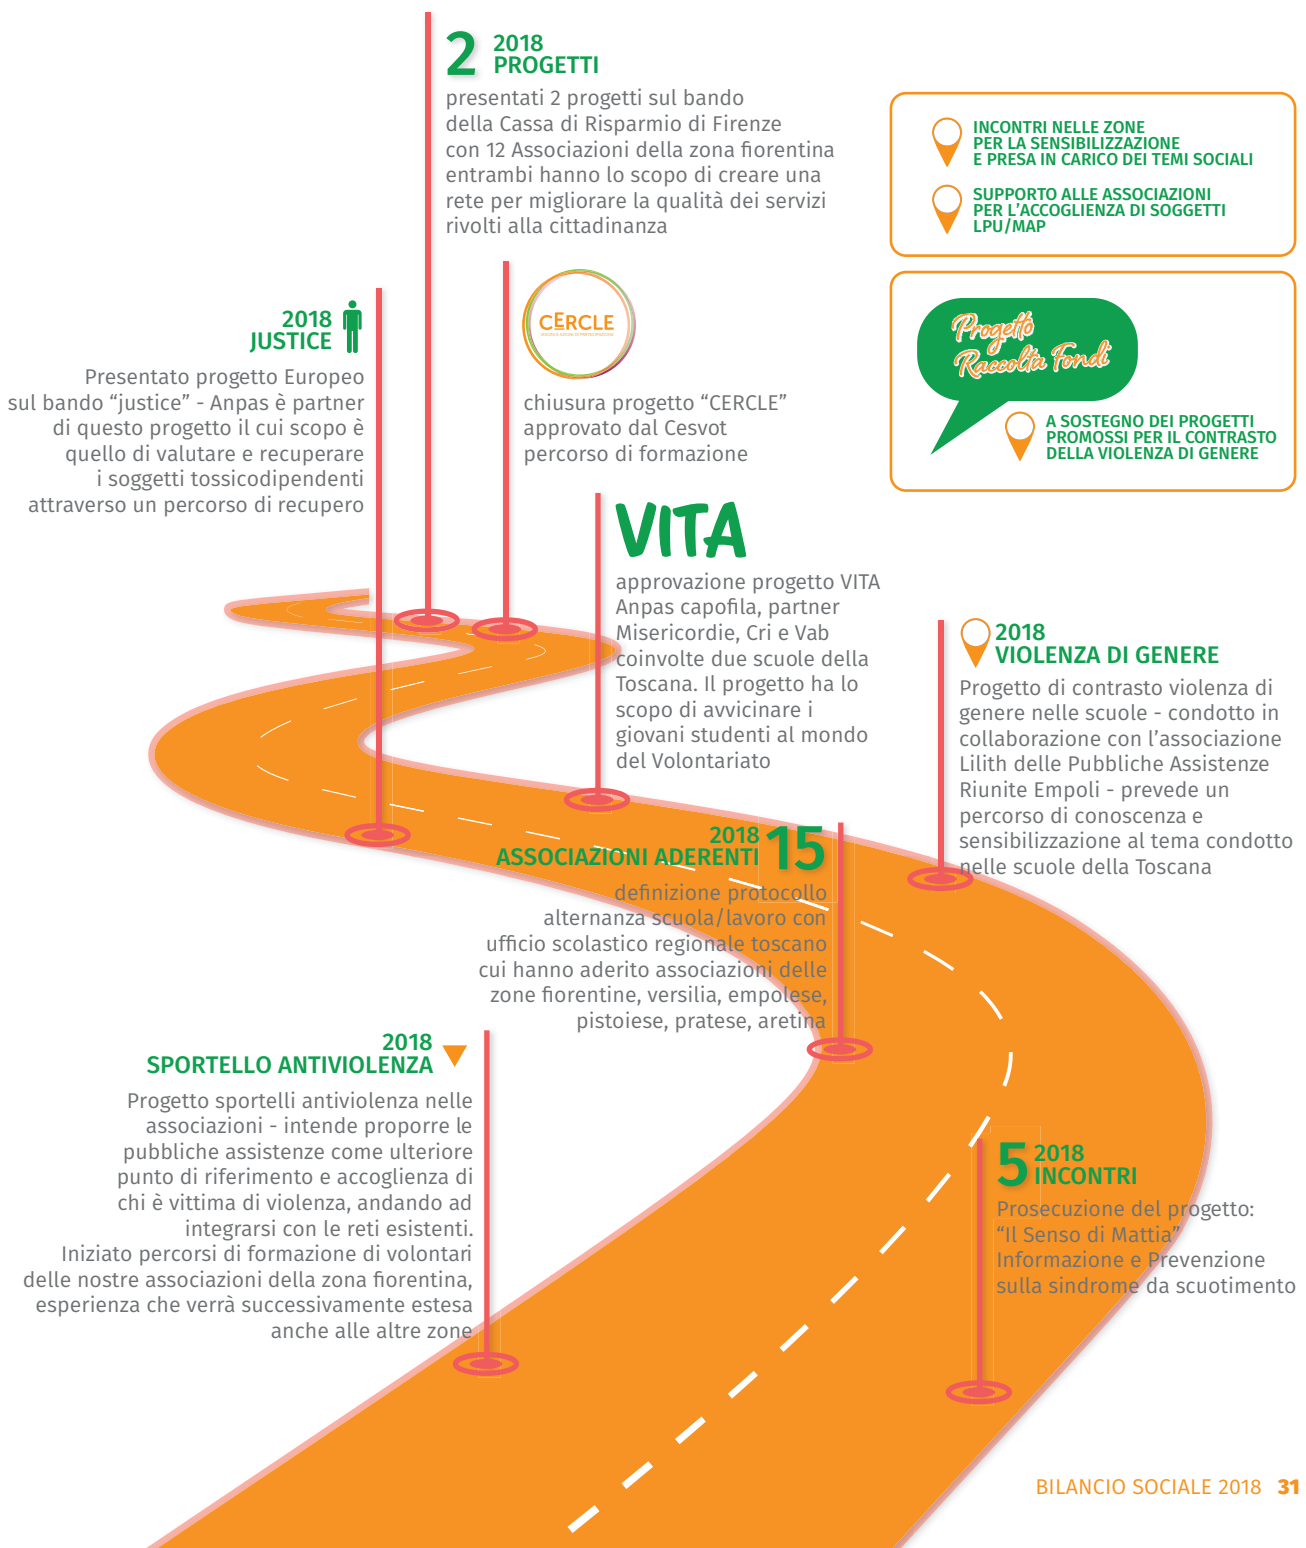 2 2018
PROGETTI
presentati 2 progetti sul bando
della Cassa di Risparmio di Firenze
con 12 Associazioni della zona fiorentina
entrambi hanno lo scopo di creare una
rete per migliorare la qualità dei servizi
rivolti alla cittadinanza
INCONTRI NELLE ZONE
PER LA SENSIBILIZZAZIONE
E PRESA IN CARICO DEI TEMI SOCIALI
SUPPORTO ALLE ASSOCIAZIONI
PER L'ACCOGLIENZA DI SOGGETTI
LPU/MAP
Progetto
Raccolta Fondi
A SOSTEGNO DEI PROGETTI
PROMOSSI PER IL CONTRASTO
DELLA VIOLENZA DI GENERE
2018
JUSTICE
Presentato progetto Europeo
sul bando “justice” - Anpas è partner
di questo progetto il cui scopo è
quello di valutare e recuperare
i soggetti tossicodipendenti
attraverso un percorso di recupero
CERCLE
chiusura progetto “CERCLE”
approvato dal Cesvot
percorso di formazione
VITA
approvazione progetto VITA
Anpas capofila, partner
Misericordie, Cri e Vab
coinvolte due scuole della
Toscana. Il progetto ha lo
scopo di avvicinare i
giovani studenti al mondo
del Volontariato
2018
VIOLENZA DI GENERE
Progetto di contrasto violenza di
genere nelle scuole - condotto in
collaborazione con l’associazione
Lilith delle Pubbliche Assistenze
Riunite Empoli - prevede un
percorso di conoscenza e
sensibilizzazione al tema condotto
nelle scuole della Toscana
2018
ASSOCIAZIONI ADERENTI 15
definizione protocollo
alternanza scuola/lavoro con
ufficio scolastico regionale toscano
cui hanno aderito associazioni delle
zone fiorentine, versilia, empolese,
pistoiese, pratese, aretina
2018
SPORTELLO ANTIVIOLENZA
Progetto sportelli antiviolenza nelle
associazioni - intende proporre le
pubbliche assistenze come ulteriore
punto di riferimento e accoglienza di
chi è vittima di violenza, andando ad
integrarsi con le reti esistenti.
Iniziato percorsi di formazione di volontari
delle nostre associazioni della zona fiorentina,
esperienza che verrà successivamente estesa
anche alle altre zone
5 2018
INCONTRI
Prosecuzione del progetto:
“Il Senso di Mattia”
Informazione e Prevenzione
sulla sindrome da scuotimento
BILANCIO SOCIALE 2018 31